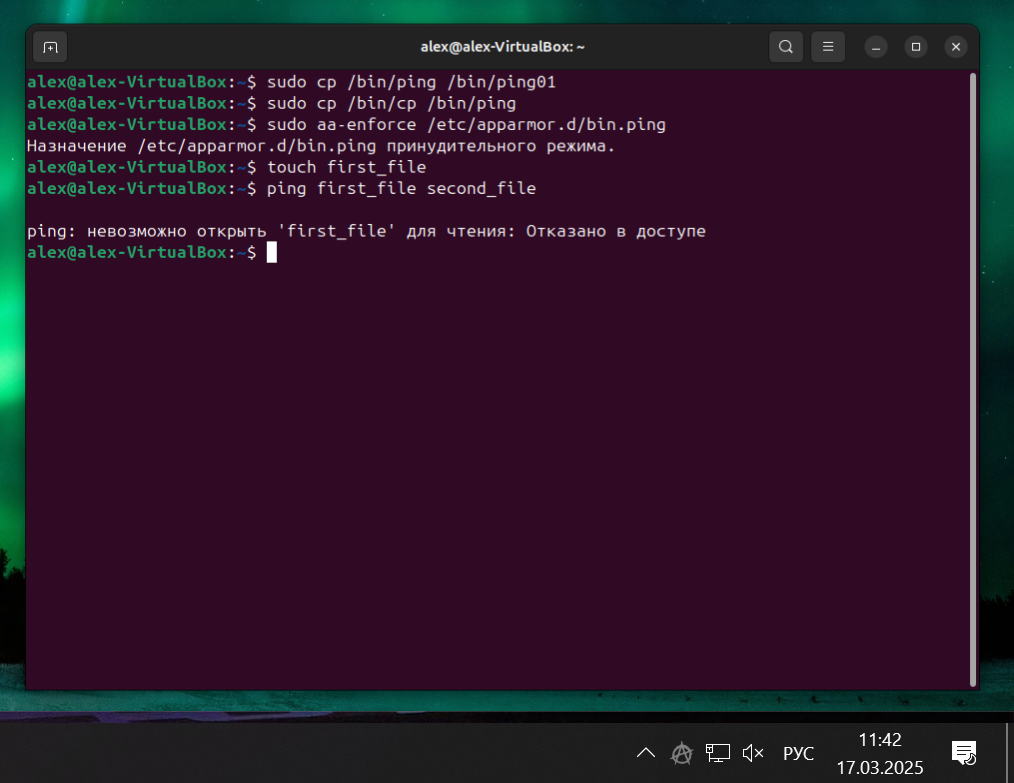 alex@alex-VirtualBox: ~
alex@alex-VirtualBox:~$ sudo cp /bin/ping /bin/ping01
alex@alex-VirtualBox:~$ sudo cp /bin/cp /bin/ping
alex@alex-VirtualBox:~$ sudo aa-enforce /etc/apparmor.d/bin.ping
Назначение /etc/apparmor.d/bin.ping принудительного режима.
alex@alex-VirtualBox:~$ touch first_file
alex@alex-VirtualBox:~$ ping first_file second_file
ping: невозможно открыть 'first_file' для чтения: Отказано в доступе
alex@alex-VirtualBox:~$
РУС
11:42
17.03.2025